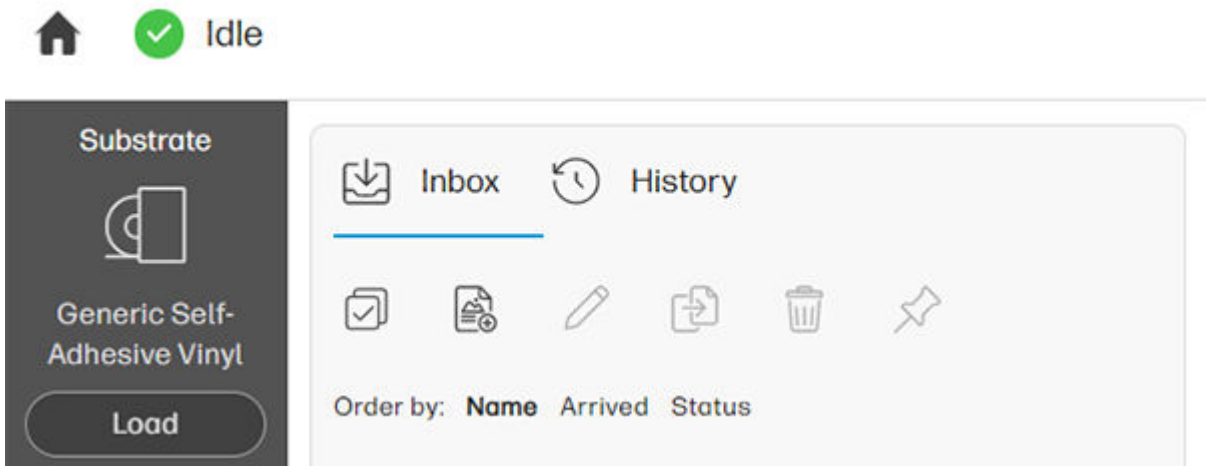 Idle
Substrate
Generic Self-
Adhesive Vinyl
Load
Inbox History
Order by: Name Arrived Status